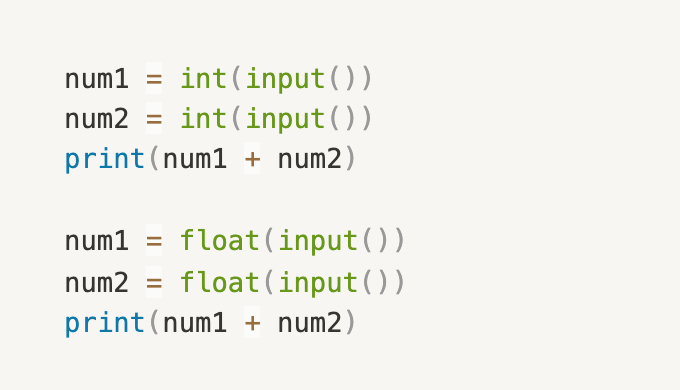 num1 = int(input())
num2 = int(input())
print(num1 + num2)
num1 = float(input())
num2 = float(input())
print(num1 + num2)